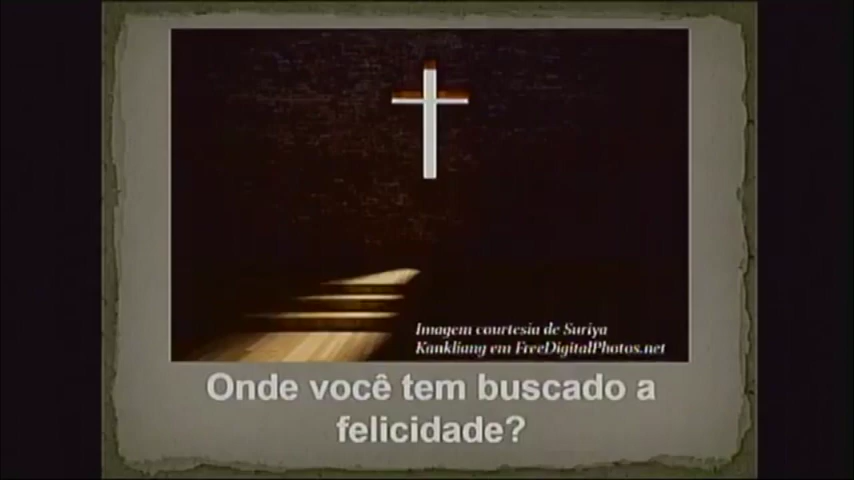 Imagem courtesia de Suriya
Kankliang em FreeDigitalPhotos.net
Onde você tem buscado a
felicidade?